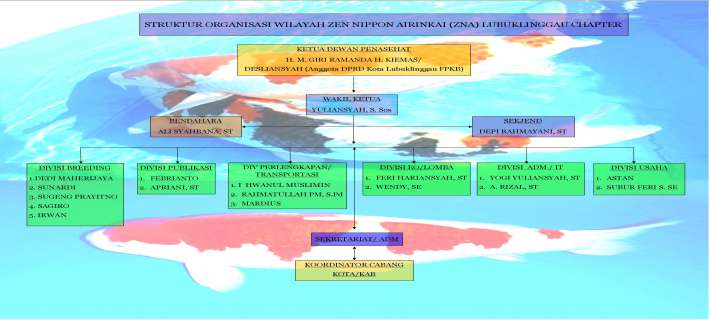 STRUKTUR ORGANISASI WILAYAH ZEN NIPPON AIRINKAI (ZNA) LUBUKLINGGAU CHAPTER
KETUA DEWAN PENASEHAT
H. M. GIRI RAMANDA H. KIEMAS/
DESLIANSYAH (Anggota DPRD Kota Lubuklinggau FPKB)
WAKIL KETUA
YULIANSYAH, S. Sos
BENDAHARA
ALI SYAHBANA, ST
SEKJEND
DEPI RAHMAYANI, ST
DIVISI BREEDING
1.DEDI MAHERIJAYA
2. SUNARDI
3. SUGENG PRAYITNO
4. SAGIRO
5. IRWAN
DIVISI PUBLIKASI
1. FEBRIANTO
2. APRIANI, ST
DIV PERLENGKAPAN/
TRANSPORTASI
1. I HWANUL MUSLIMIN
2. RAHMATULLAH PM, S.Pd
3. MARDIUS
DIVISI EO/LOMBA
1. FERI HARIANSYAH, ST
2. WENDY, SE
DIVISI ADM / IT
1. YOGI YULIANSYAH, ST
2. A. RIZAL, ST
DIVISI USAHA
1. ASTAN
2. SUBUR FERI S. SE
SEKRETARIAT/ ADM
KOORDINATOR CABANG
KOTA/KAB